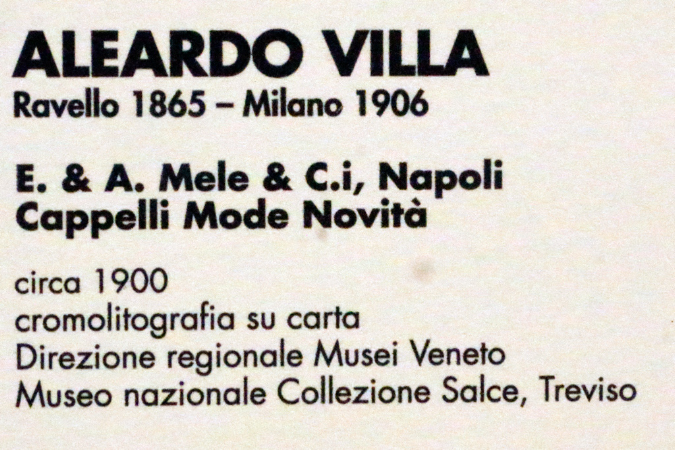 ALEARDO VILLA
Ravello 1865 – Milano 1906
E. & A. Mele & C.i, Napoli
Cappelli Mode Novità
circa 1900
cromolitografia su carta
Direzione regionale Musei Veneto
Museo nazionale Collezione Salce, Treviso